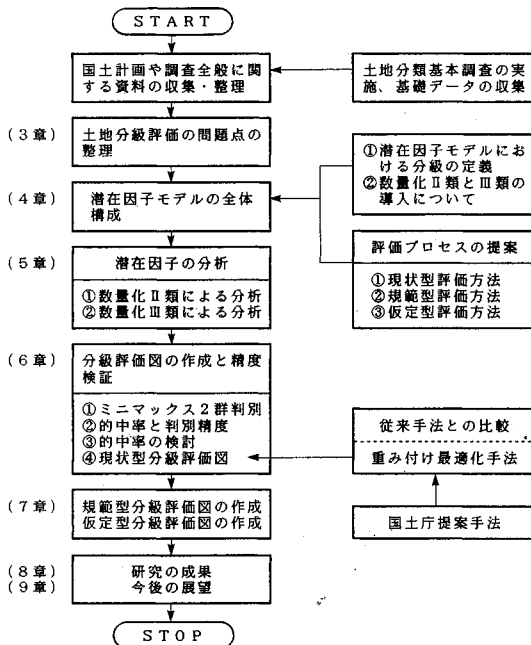 START
国土計画や調査全般に関
する資料の収集・整理
土地分類基本調査の実
施、基礎データの収集
(3章)
土地分級評価の問題点の
整理
①潜在因子モデルにお
ける分級の定義
②数量化Ⅱ類とⅢ類の
導入について
(4章)
潜在因子モデルの全体
構成
評価プロセスの提案
①現状型評価方法
②規範型評価方法
③仮定型評価方法
(5章)
潜在因子の分析
①数量化Ⅱ類による分析
②数量化Ⅲ類による分析
(6章)
分級評価図の作成と精度
検証
①ミニマックス2群判別
②的中率と判別精度
③的中率の検討
④現状型分級評価図
従来手法との比較
重み付け最適化手法
国土庁提案手法
(7章)
規範型分級評価図の作成
仮定型分級評価図の作成
(8章)
(9章)
研究の成果
今後の展望
STOP